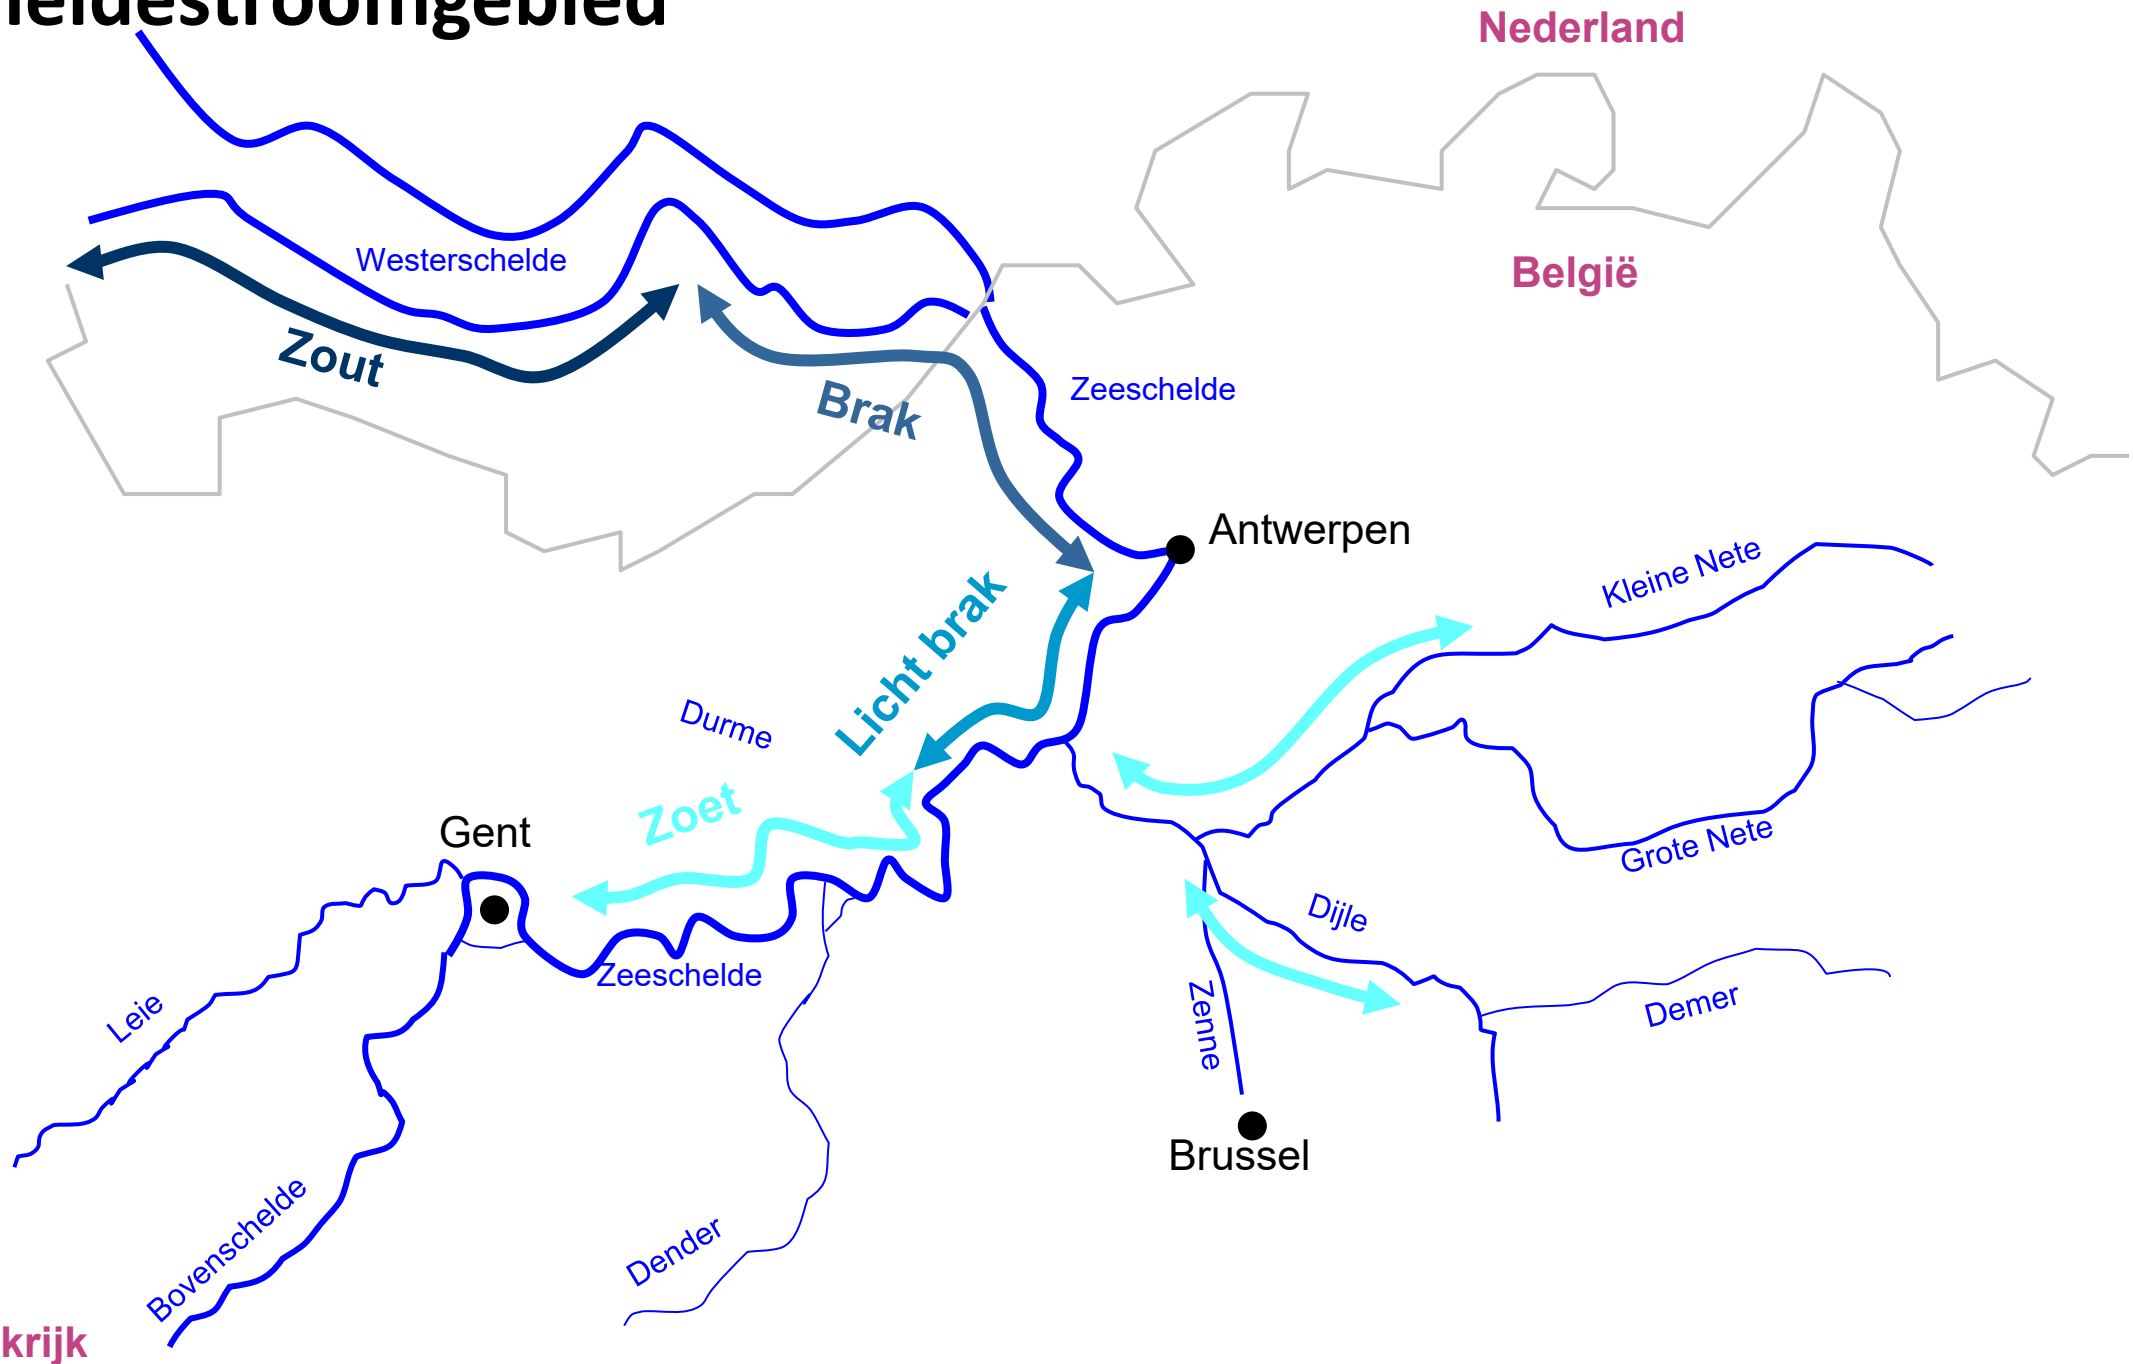 heldestroomgebied
Nederland
Westerschelde
België
Zout
Brak
Zeeschelde
Antwerpen
Kleine Nete
Licht brak
Durme
Zoet
Gent
Grote Nete
Dijle
Zeeschelde
Leie
Zenne
Demer
Brussel
Bovenschelde
Dender
krijk